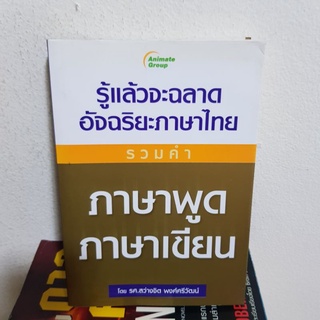 Animate
Group
รู้แล้วจะฉลาด
อัจฉริยะภาษาไทย
รวมคำ
ภาษาพูด
ภาษาเขียน
โดย รศ.สว่างจิต พงศ์ศรีวัฒน์